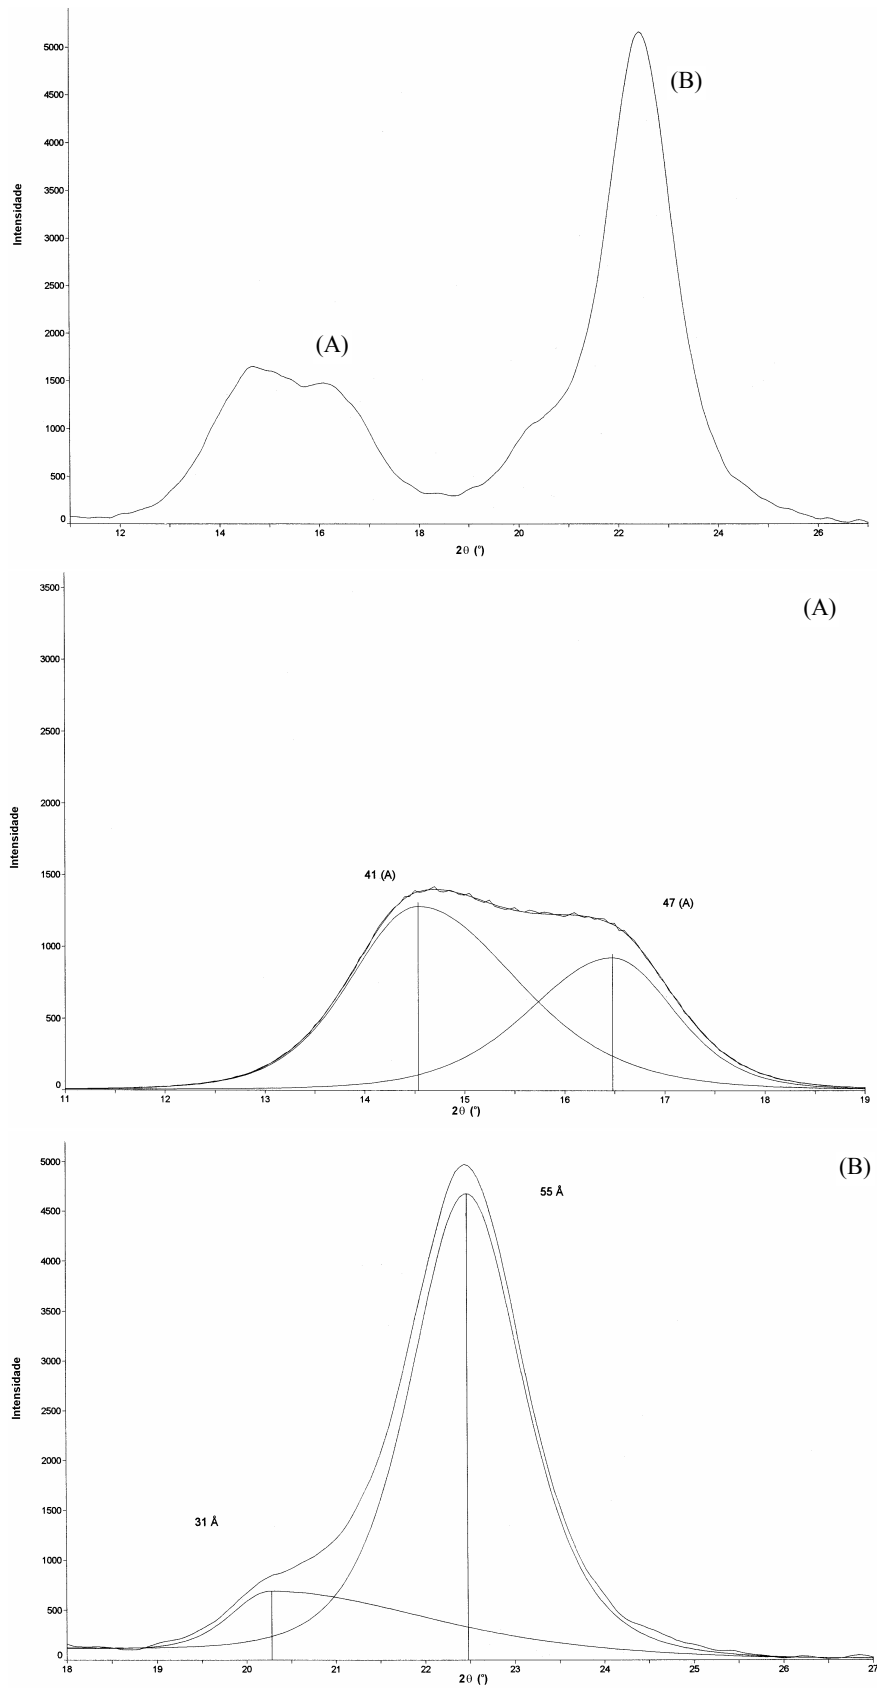 5000
4500
(B)
4000
3500
Intensidade
3000
2500
2000
(A)
1500
1000
500
0
12 14 16 18 20 22 24 26
2θ (°)
3500
(A)
3000
2500
2000
Intensidade
1500
41 (A)
47 (A)
1000
500
0
11 12 13 14 15 16 17 18 19
2θ (°)
5000
(B)
55 Å
4500
4000
3500
3000
Intensidade
2500
2000
1500
31 Å
1000
500
0
18 19 20 21 22 23 24 25 26 27
2θ (°)